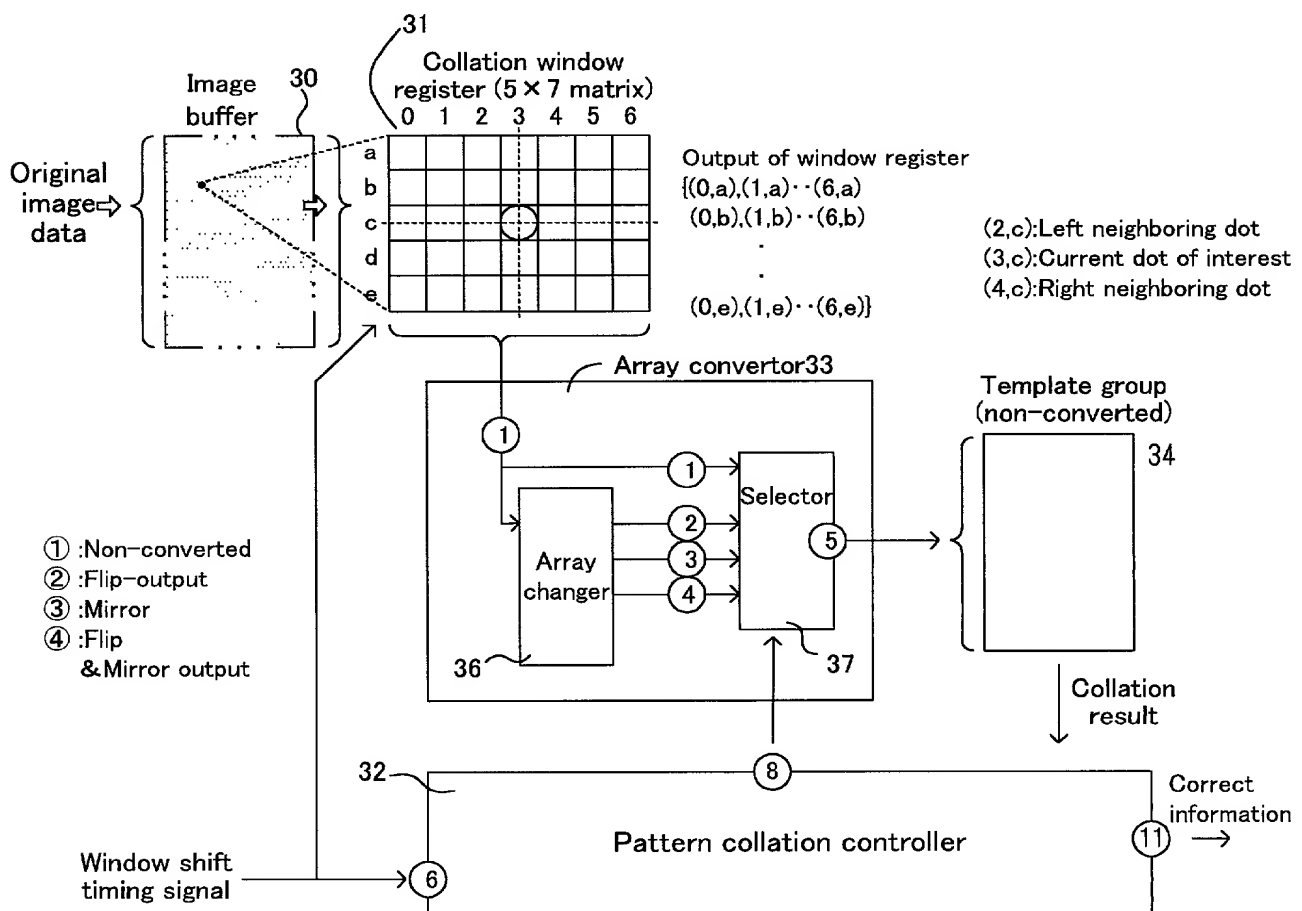 31
Collation window
register (5 × 7 matrix)
0 1 2 3 4 5 6
Image
buffer
30
Original
image
data
a
b
c
d
e
Output of window register
{(0,a),(1,a)··(6,a)
(0,b),(1,b)··(6,b)
.
.
(0,e),(1,e)··(6,e)}
(2,c):Left neighboring dot
(3,c):Current dot of interest
(4,c):Right neighboring dot
Array convertor33
Template group
(non-converted)
34
①
①
②
③
④
Selector
⑤
Array
changer
36
37
① :Non-converted
② :Flip-output
③ :Mirror
④ :Flip
&Mirror output
Collation
result
32
⑧
Correct
information
Pattern collation controller
⑪
Window shift
timing signal
⑥